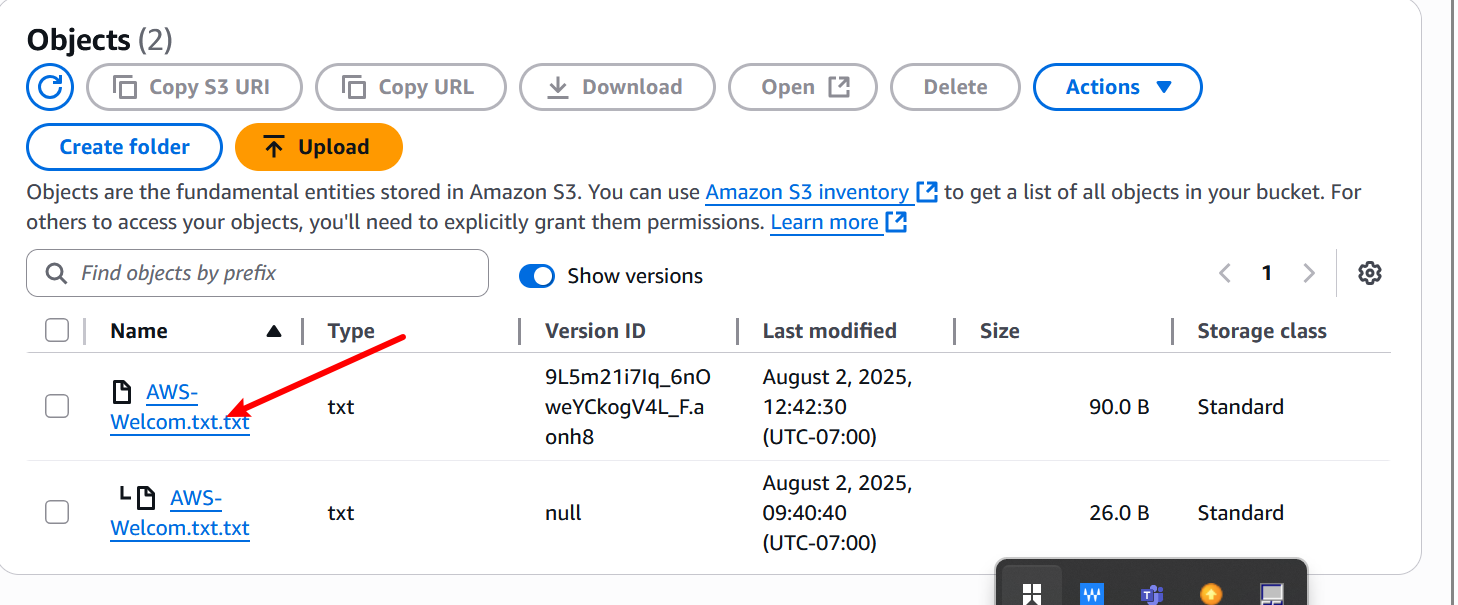 Objects (2)
Copy S3 URI Copy URL Download Open Delete Actions
Create folder Upload
Objects are the fundamental entities stored in Amazon S3. You can use Amazon S3 inventory to get a list of all objects in your bucket. For
others to access your objects, you'll need to explicitly grant them permissions. Learn more
Find objects by prefix Show versions 1
Name Type Version ID Last modified Size Storage class
AWS-
Welcom.txt.txt
txt
9L5m21i7Iq_6nO
weYCkogV4L_F.a
onh8
August 2, 2025,
12:42:30
(UTC-07:00)
90.0 B
Standard
AWS-
Welcom.txt.txt
txt
null
August 2, 2025,
09:40:40
(UTC-07:00)
26.0 B
Standard